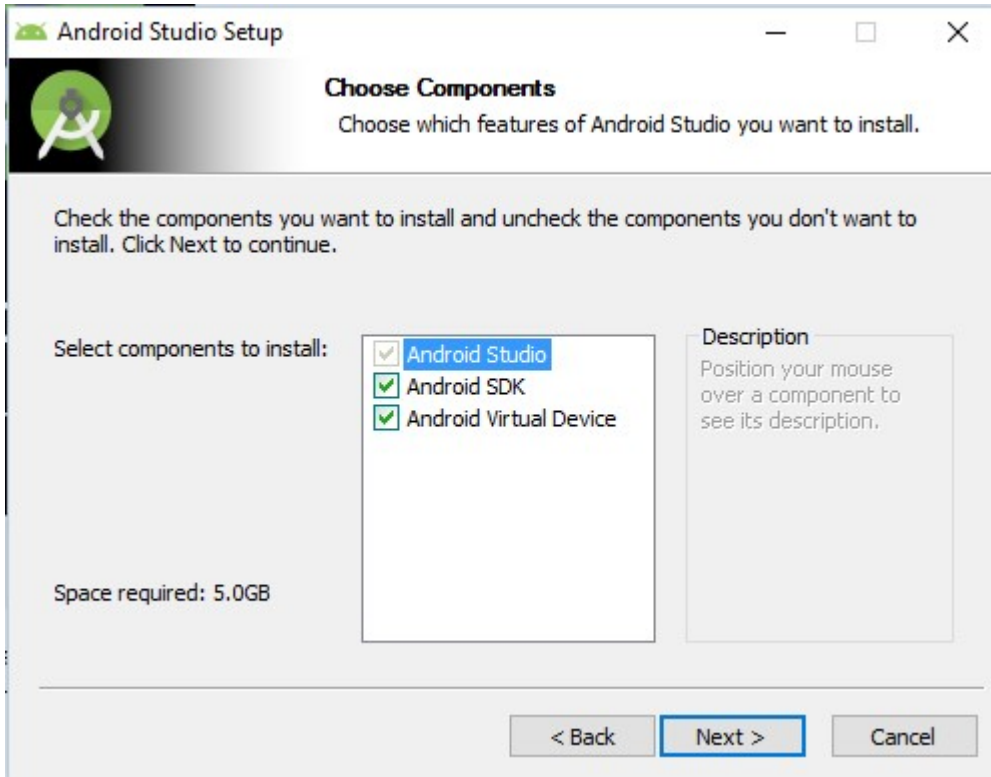 Android Studio Setup
Choose Components
Choose which features of Android Studio you want to install.
Check the components you want to install and uncheck the components you don't want to
install. Click Next to continue.
Select components to install:
Android Studio
Android SDK
Android Virtual Device
Description
Position your mouse
over a component to
see its description.
Space required: 5.0GB
< Back
Next >
Cancel